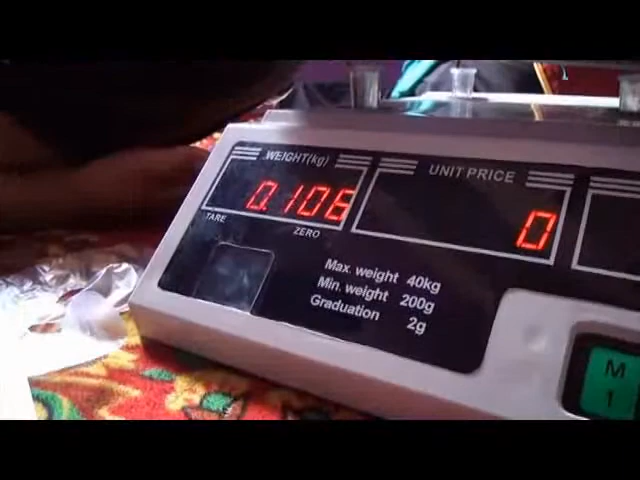 WEIGHT(kg)
UNIT PRICE
0.106
0
TARE
ZERO
Max. weight 40kg
Min. weight 200g
Graduation 2g
M
1